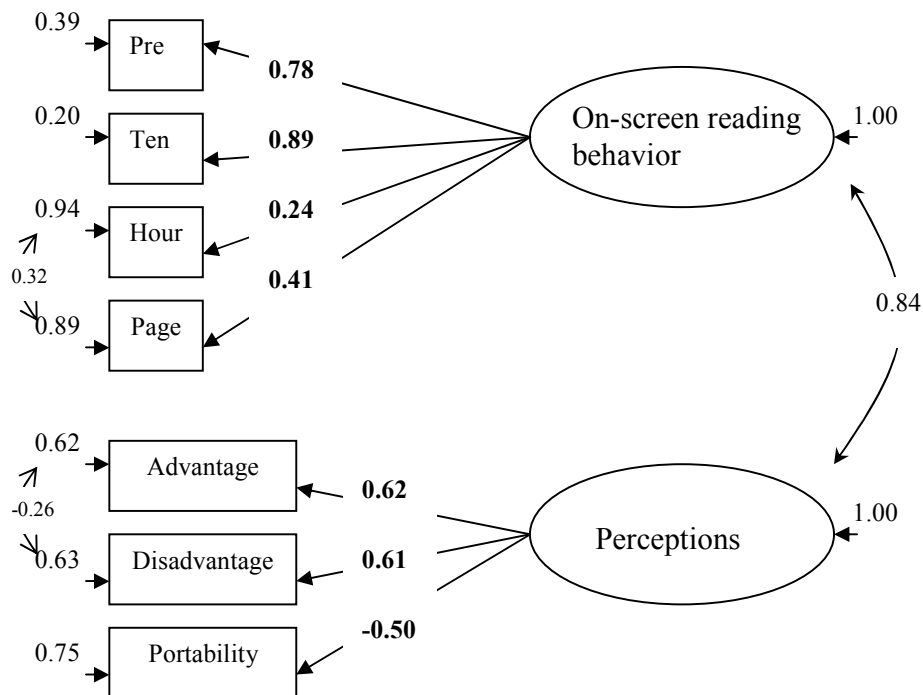 0.39
Pre
0.78
0.20
Ten
0.89
On-screen reading
behavior
1.00
0.94
Hour
0.24
0.32
0.41
0.89
Page
0.84
0.62
Advantage
0.62
-0.26
0.63
Disadvantage
0.61
Perceptions
1.00
0.75
Portability
-0.50